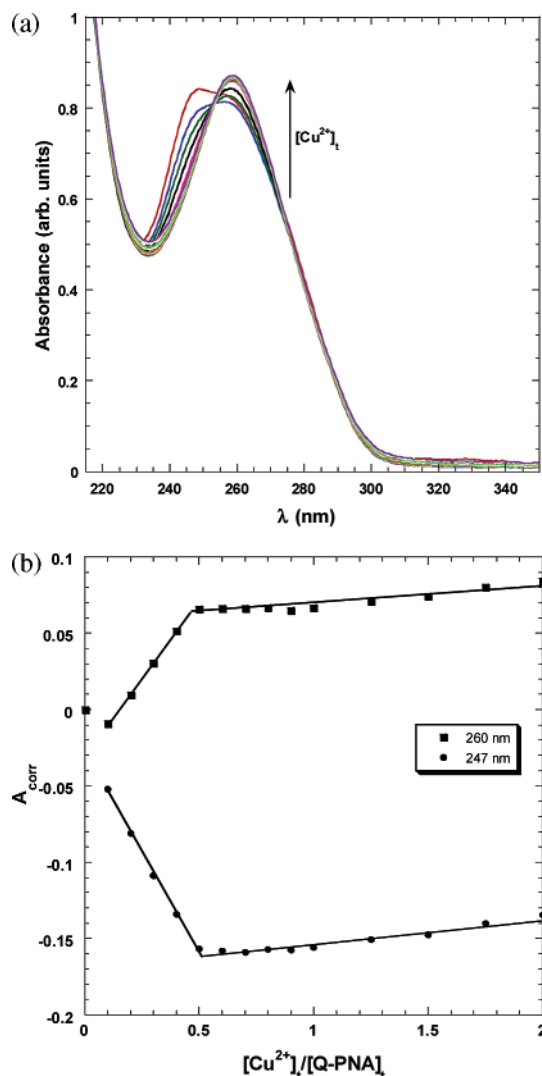 (a)
1
0.8
0.6
0.4
0.2
0
Absorbance (arb. units)
[Cu²⁺]ₜ
220 240 260 280 300 320 340
λ (nm)
(b)
0.1
0.05
0
-0.05
-0.1
-0.15
-0.2
A_corr
260 nm
247 nm
0 0.5 1 1.5 2
[Cu²⁺]ₜ/[Q-PNA]ₜ